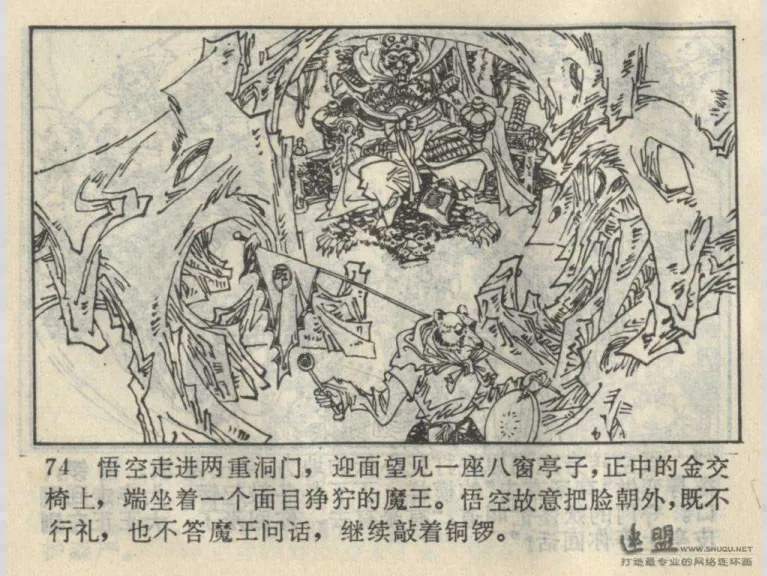 74 悟空走进两重洞门，迎面望见一座八窗亭子，正中的金交
椅上，端坐着一个面目狰狞的魔王。悟空故意把脸朝外，既不
行礼，也不答魔王问话，继续敲着铜锣。
连盟 WWW.SHUQU.NET
打造最专业的网络连环画